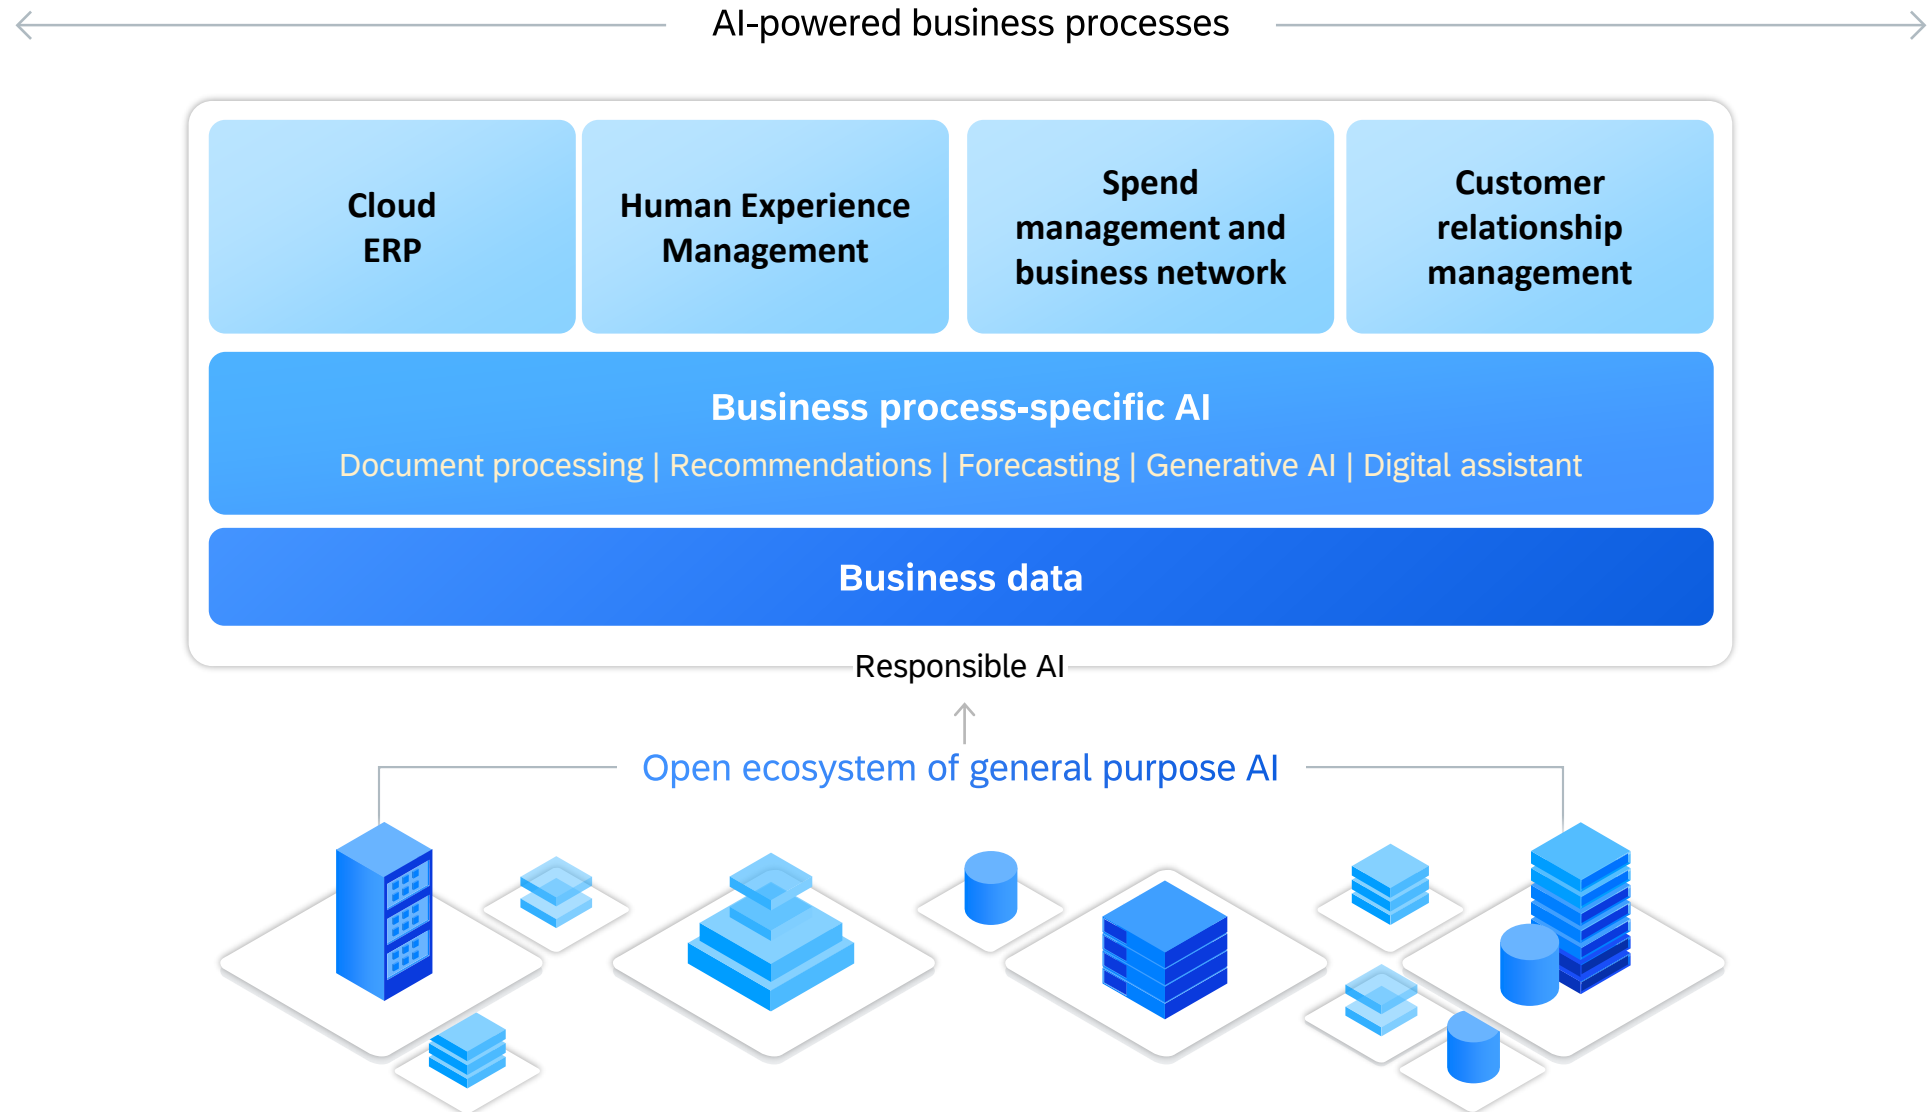 AI-powered business processes
Cloud
ERP
Human Experience
Management
Spend
management and
business network
Customer
relationship
management
Business process-specific AI
Document processing | Recommendations | Forecasting | Generative AI | Digital assistant
Business data
Responsible AI
Open ecosystem of general purpose AI